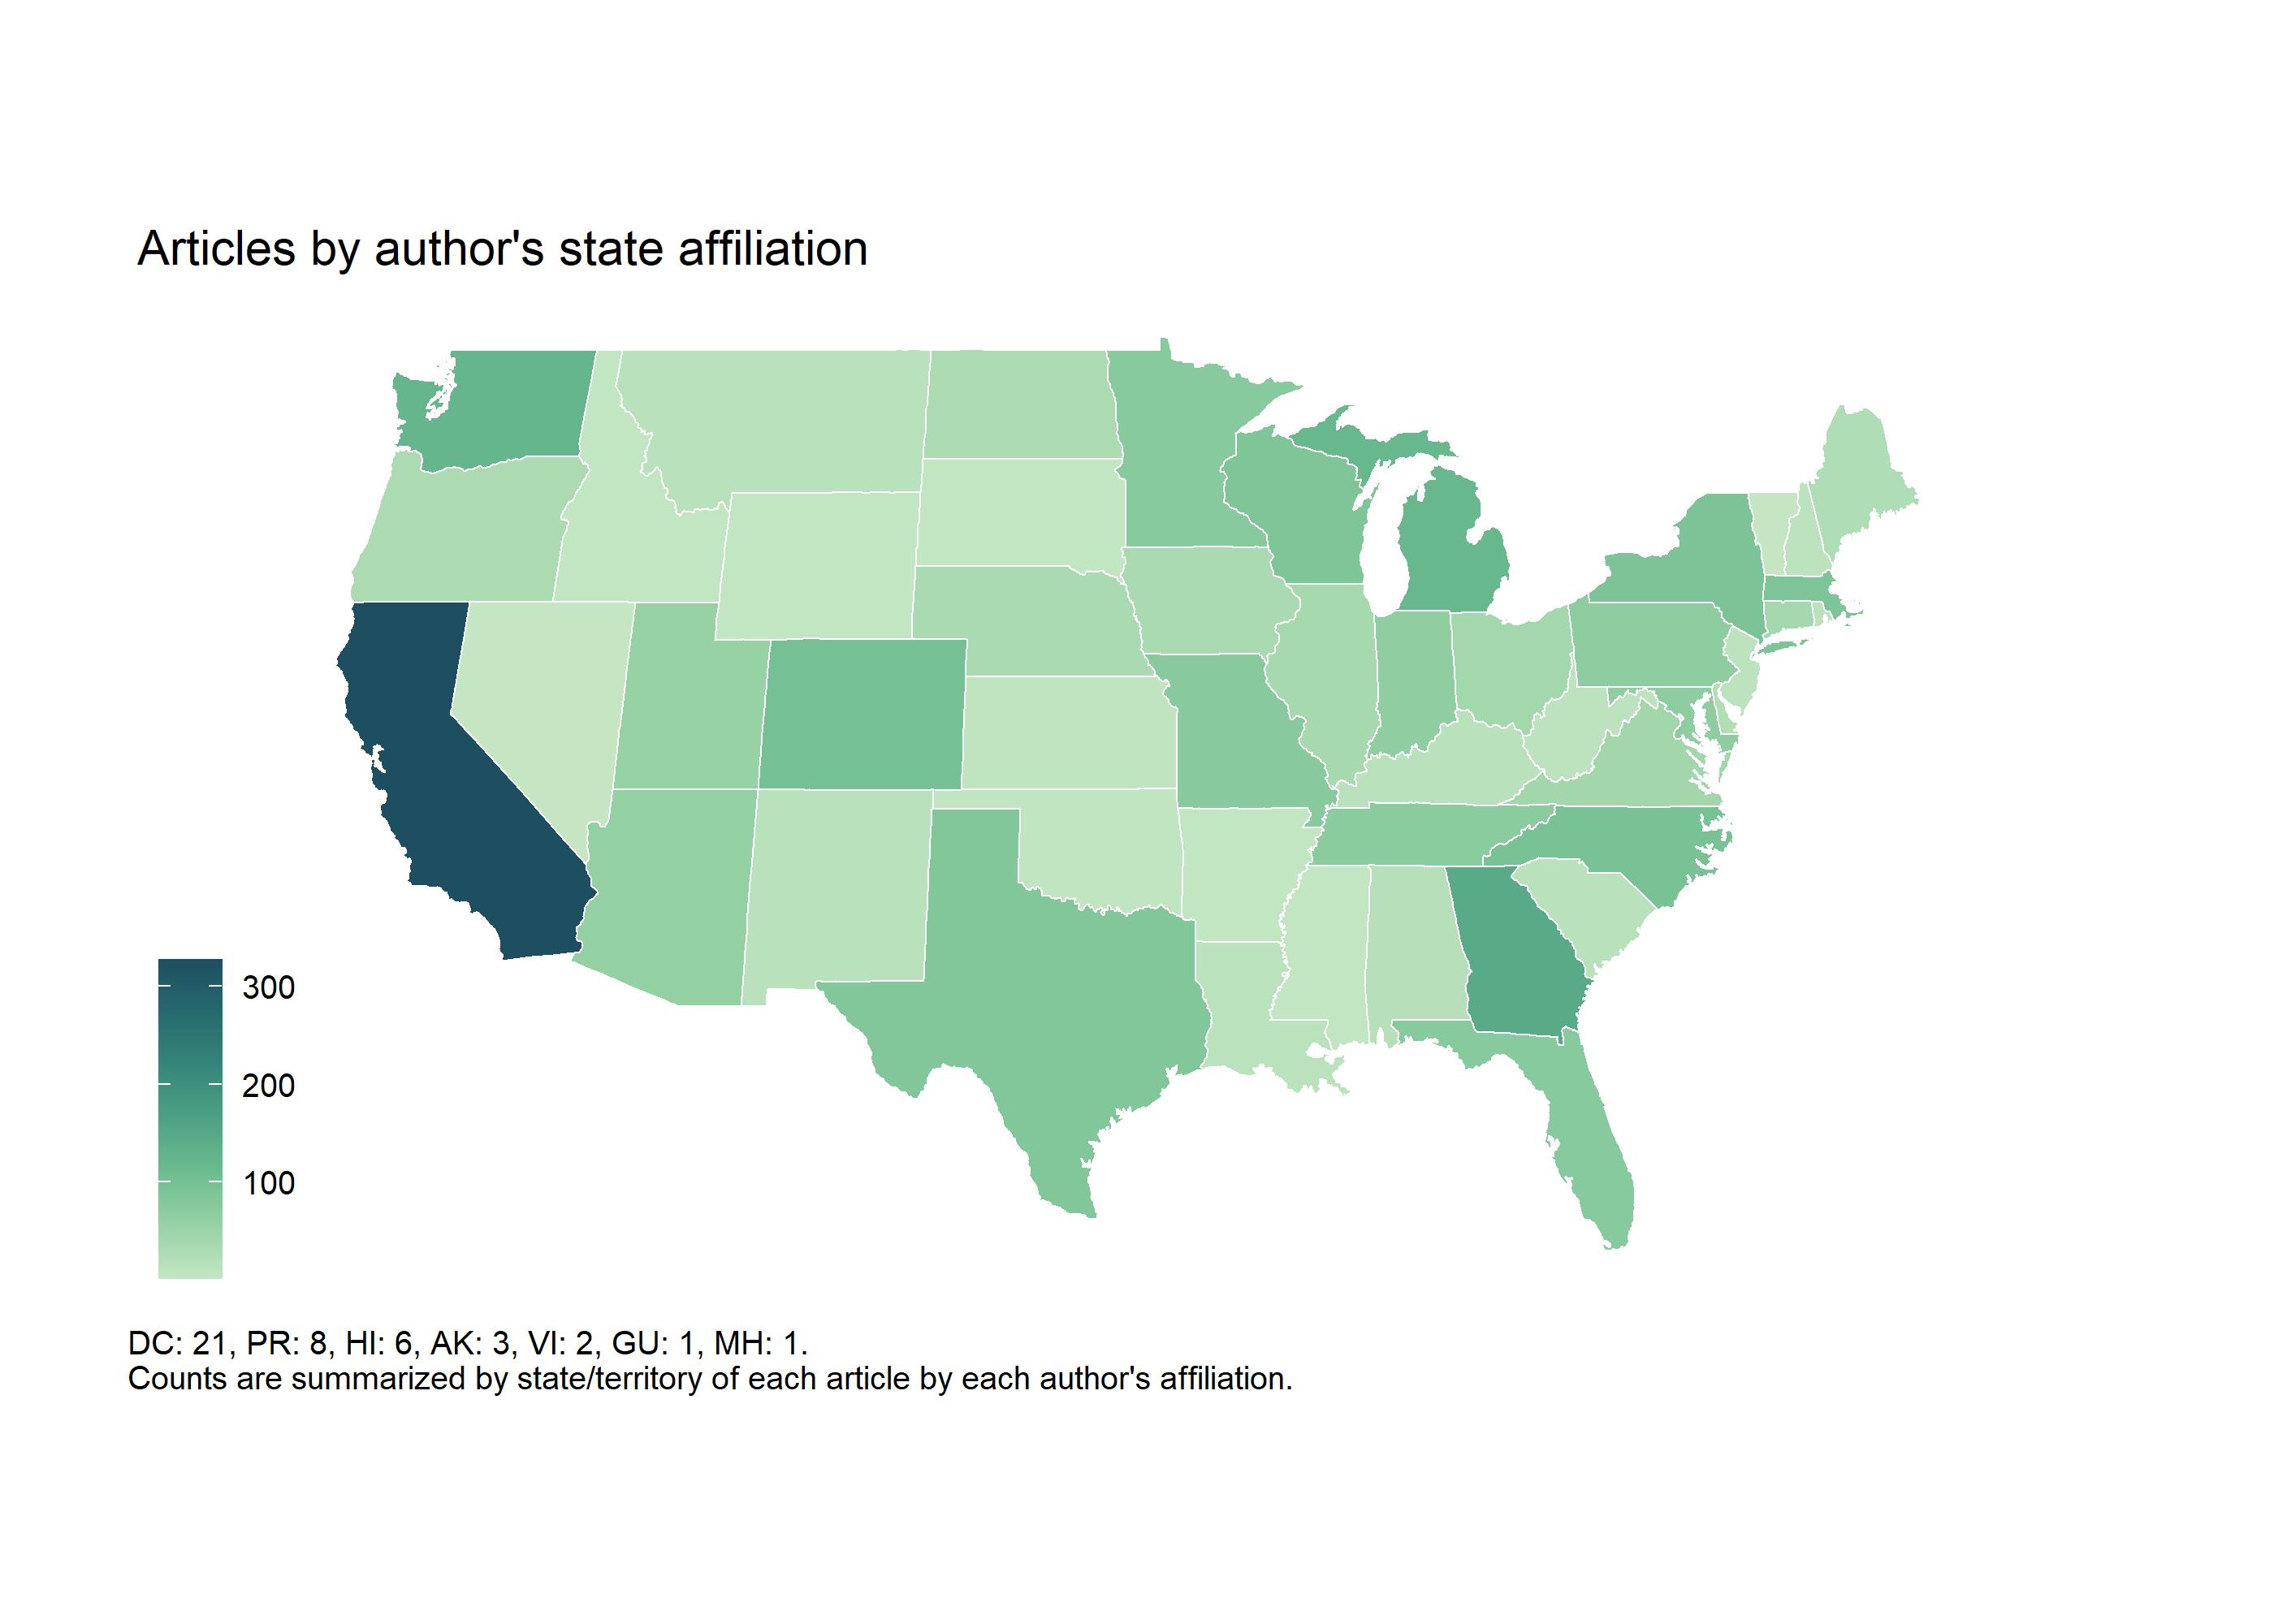 Articles by author's state affiliation
300
200
100
DC: 21, PR: 8, HI: 6, AK: 3, VI: 2, GU: 1, MH: 1.
Counts are summarized by state/territory of each article by each author's affiliation.